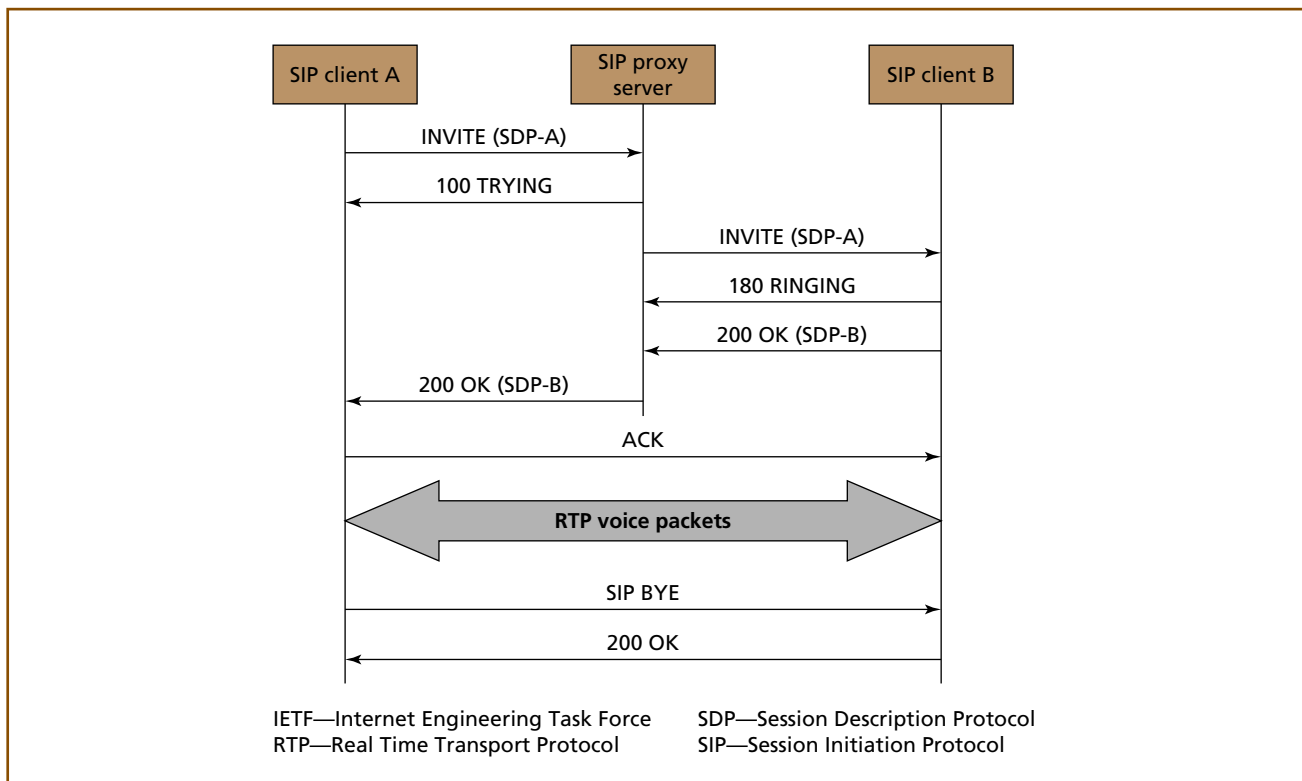 SIP client A
SIP proxy
server
SIP client B
INVITE (SDP-A)
100 TRYING
INVITE (SDP-A)
180 RINGING
200 OK (SDP-B)
200 OK (SDP-B)
ACK
RTP voice packets
SIP BYE
200 OK
IETF—Internet Engineering Task Force
RTP—Real Time Transport Protocol
SDP—Session Description Protocol
SIP—Session Initiation Protocol